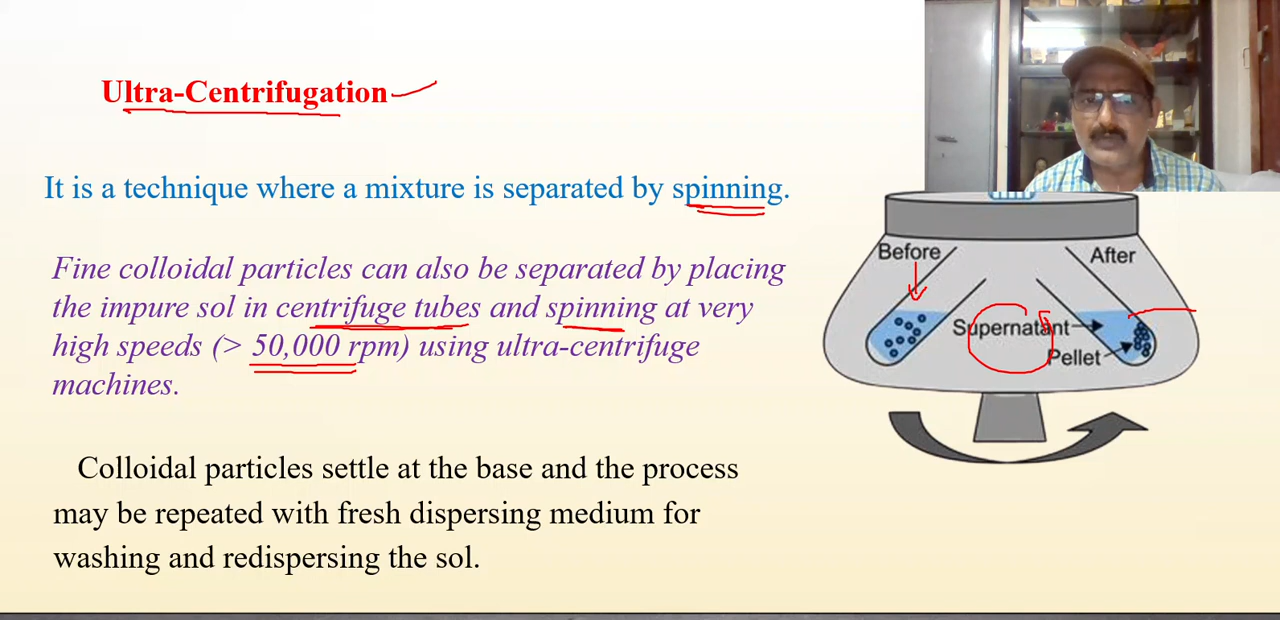 Ultra-Centrifugation
It is a technique where a mixture is separated by spinning.
Fine colloidal particles can also be separated by placing
the impure sol in centrifuge tubes and spinning at very
high speeds (> 50,000 rpm) using ultra-centrifuge
machines.
Colloidal particles settle at the base and the process
may be repeated with fresh dispersing medium for
washing and redispersing the sol.
Before
After
Supernatant
Pellet